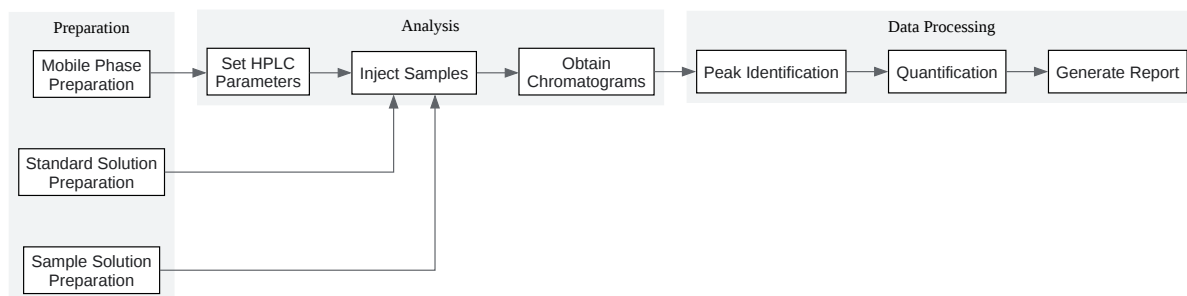 Preparation
Mobile Phase
Preparation
Standard Solution
Preparation
Sample Solution
Preparation
Analysis
Set HPLC
Parameters
Inject Samples
Obtain
Chromatograms
Data Processing
Peak Identification
Quantification
Generate Report